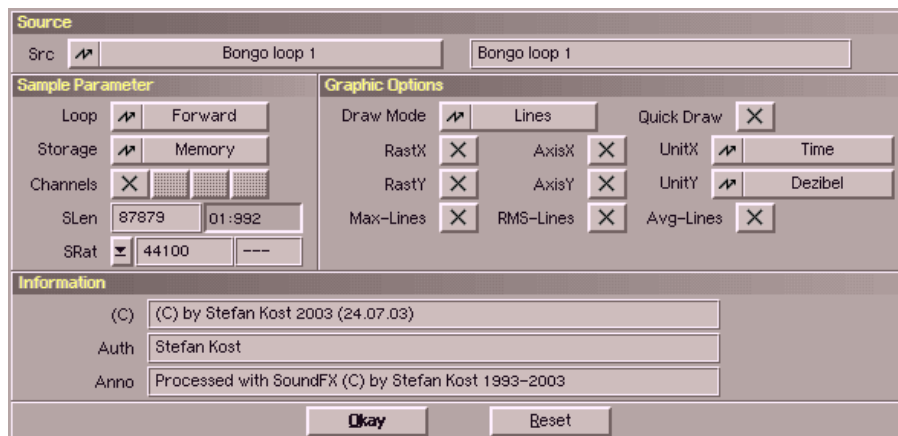 Source
Src Bongo loop 1 Bongo loop 1
Sample Parameter Graphic Options
Loop Forward Draw Mode Lines Quick Draw
Storage Memory RastX AxisX UnitX Time
Channels RastY AxisY UnitY Dezibel
SLen 87879 01:992 Max-Lines RMS-Lines Avg-Lines
SRat 44100 ---
Information
(C) (C) by Stefan Kost 2003 (24.07.03)
Auth Stefan Kost
Anno Processed with SoundFX (C) by Stefan Kost 1993-2003
Okay Reset